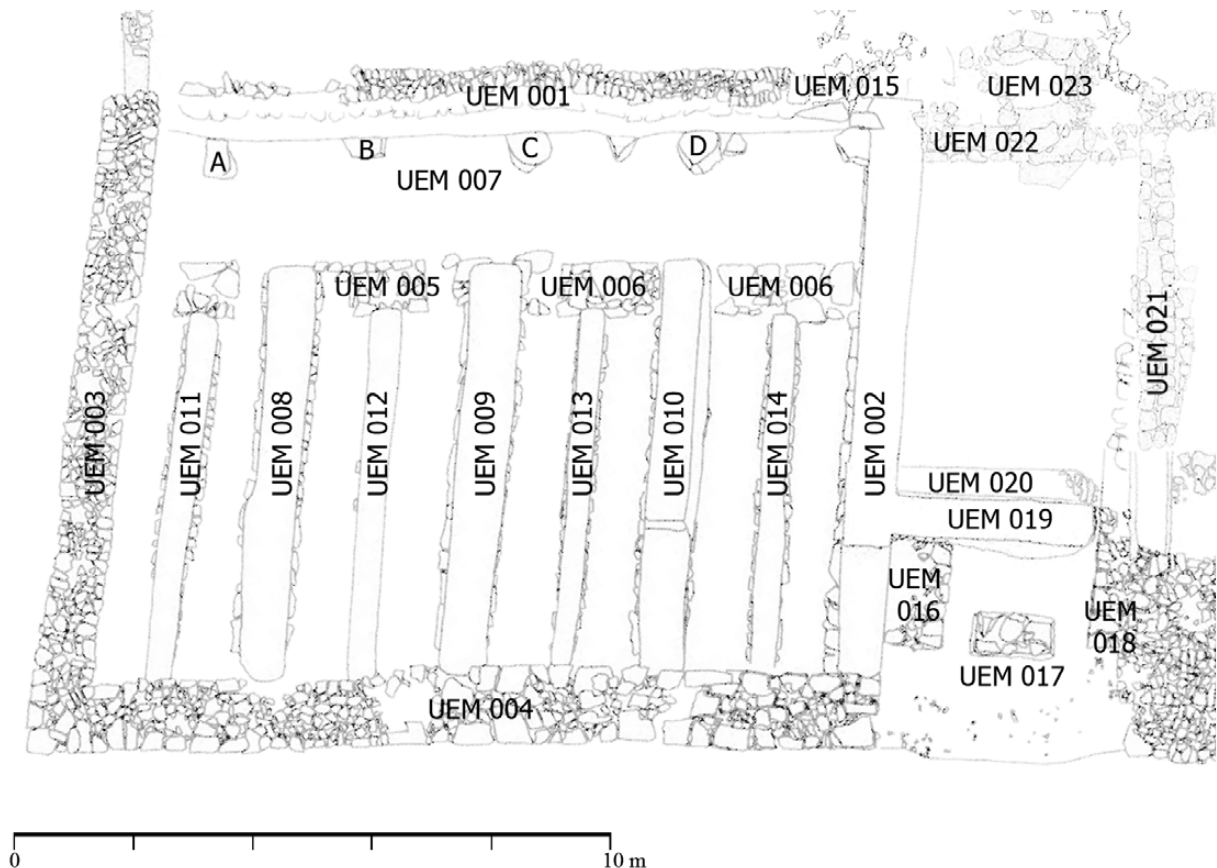 UEM 001
UEM 015
UEM 023
UEM 022
A
B
C
D
UEM 007
UEM 005
UEM 006
UEM 006
UEM 021
UEM 003
UEM 011
UEM 008
UEM 012
UEM 009
UEM 013
UEM 010
UEM 014
UEM 002
UEM 020
UEM 019
UEM
016
UEM
018
UEM 017
UEM 004
0
10 m